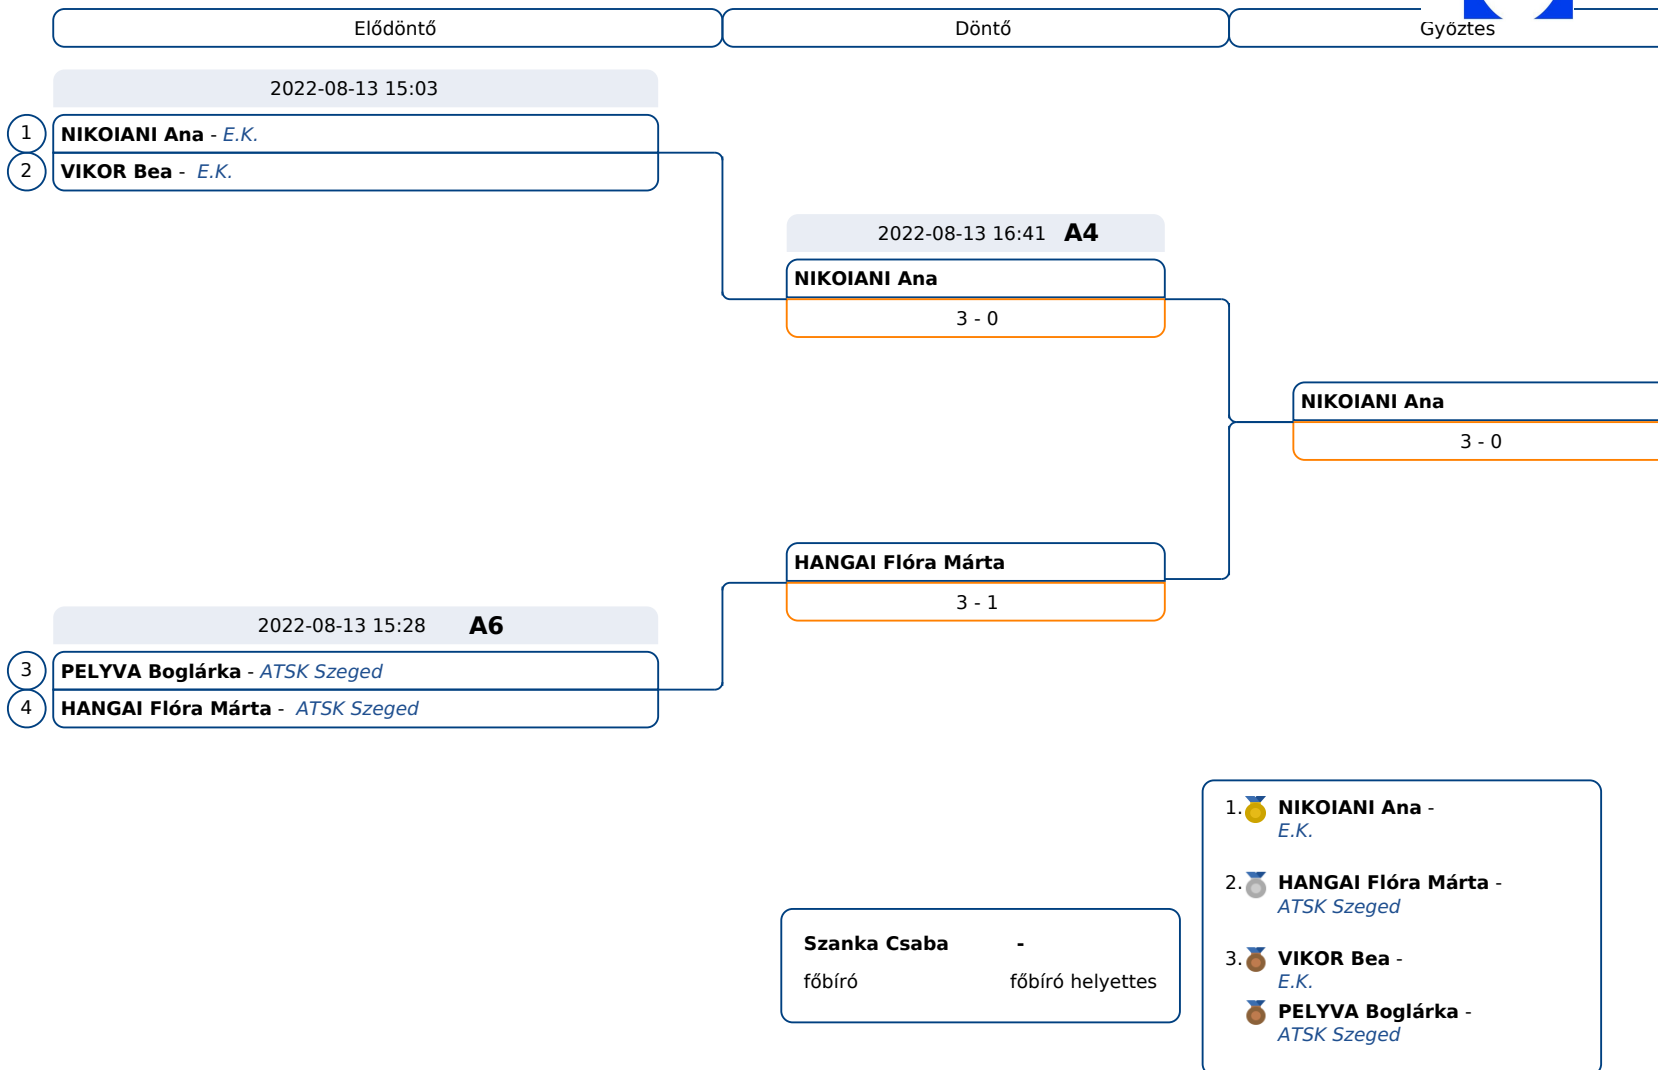 Elődöntő
Döntő
Győztes
2022-08-13 15:03
1 NIKOIANI Ana - E.K.
2 VIKOR Bea - E.K.
2022-08-13 16:41 A4
NIKOIANI Ana
3 - 0
NIKOIANI Ana
3 - 0
HANGAI Flóra Márta
3 - 1
2022-08-13 15:28 A6
3 PELYVA Boglárka - ATSK Szeged
4 HANGAI Flóra Márta - ATSK Szeged
1. NIKOIANI Ana -
E.K.
2. HANGAI Flóra Márta -
ATSK Szeged
3. VIKOR Bea -
E.K.
PELYVA Boglárka -
ATSK Szeged
Szanka Csaba -
főbíró főbíró helyettes